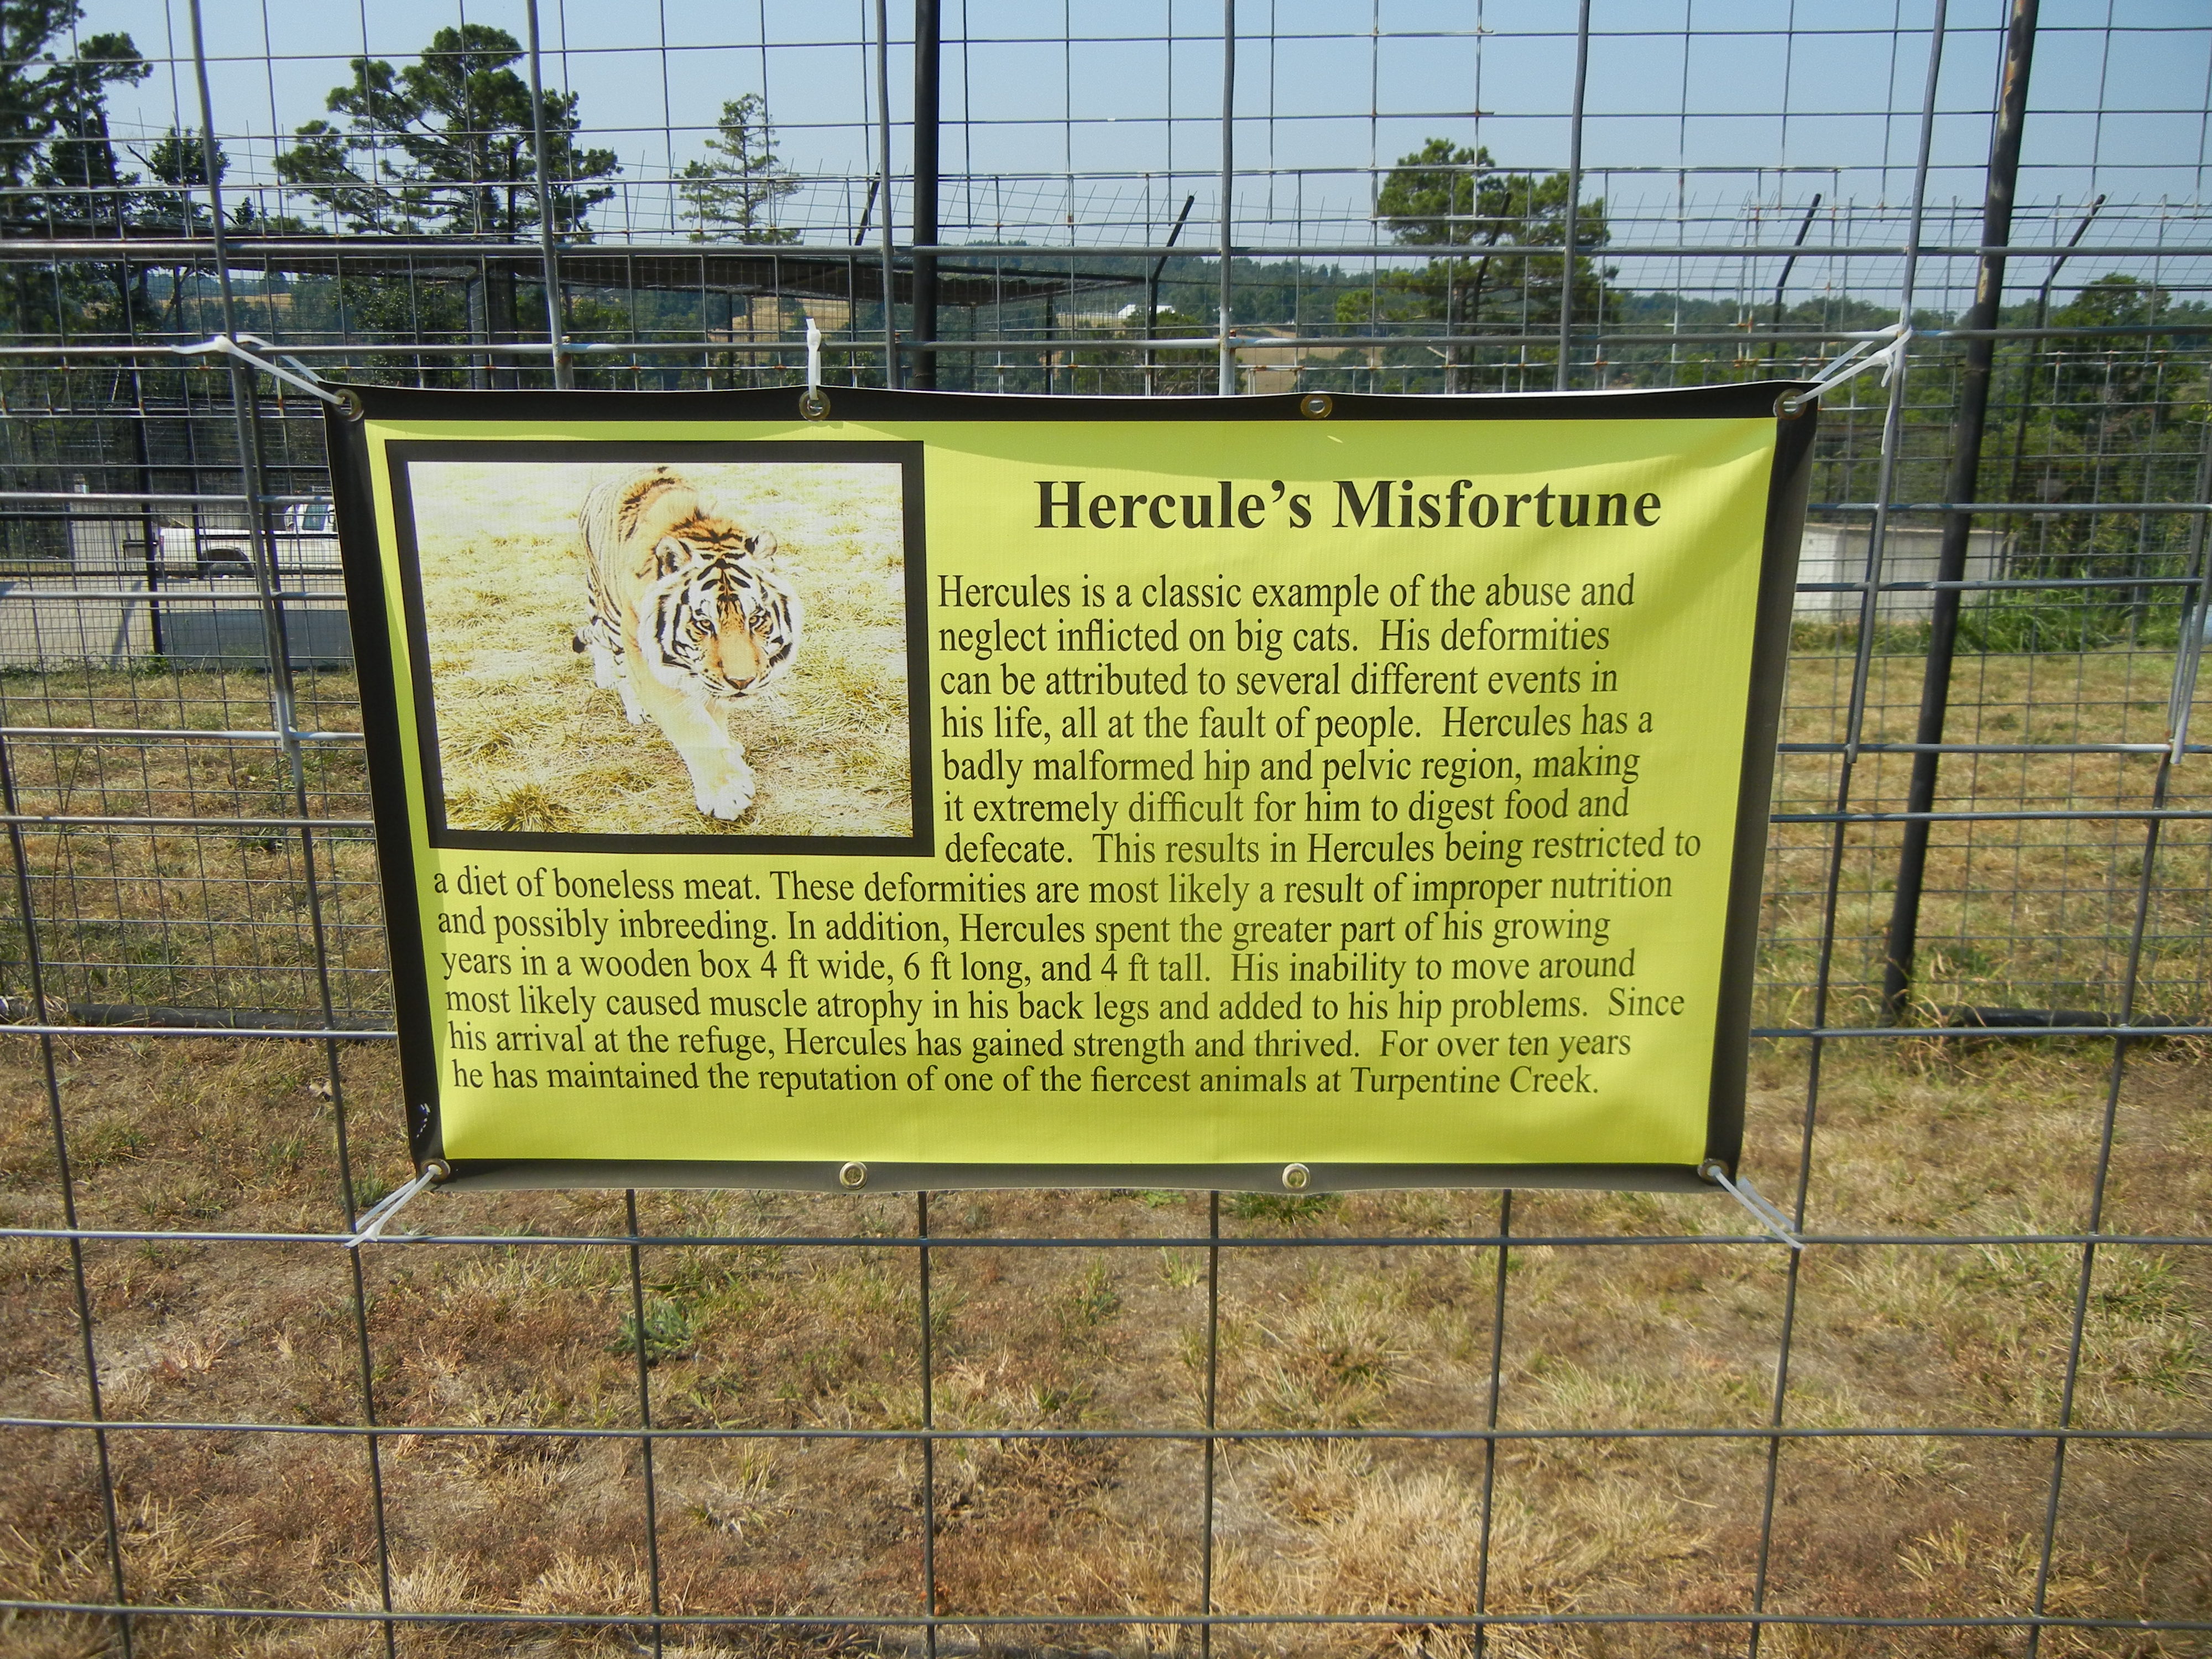 Hercule's Misfortune
Hercules is a classic example of the abuse and
neglect inflicted on big cats. His deformities
can be attributed to several different events in
his life, all at the fault of people. Hercules has a
badly malformed hip and pelvic region, making
it extremely difficult for him to digest food and
defecate. This results in Hercules being restricted to
a diet of boneless meat. These deformities are most likely a result of improper nutrition
and possibly inbreeding. In addition, Hercules spent the greater part of his growing
years in a wooden box 4 ft wide, 6 ft long, and 4 ft tall. His inability to move around
most likely caused muscle atrophy in his back legs and added to his hip problems. Since
his arrival at the refuge, Hercules has gained strength and thrived. For over ten years
he has maintained the reputation of one of the fiercest animals at Turpentine Creek.